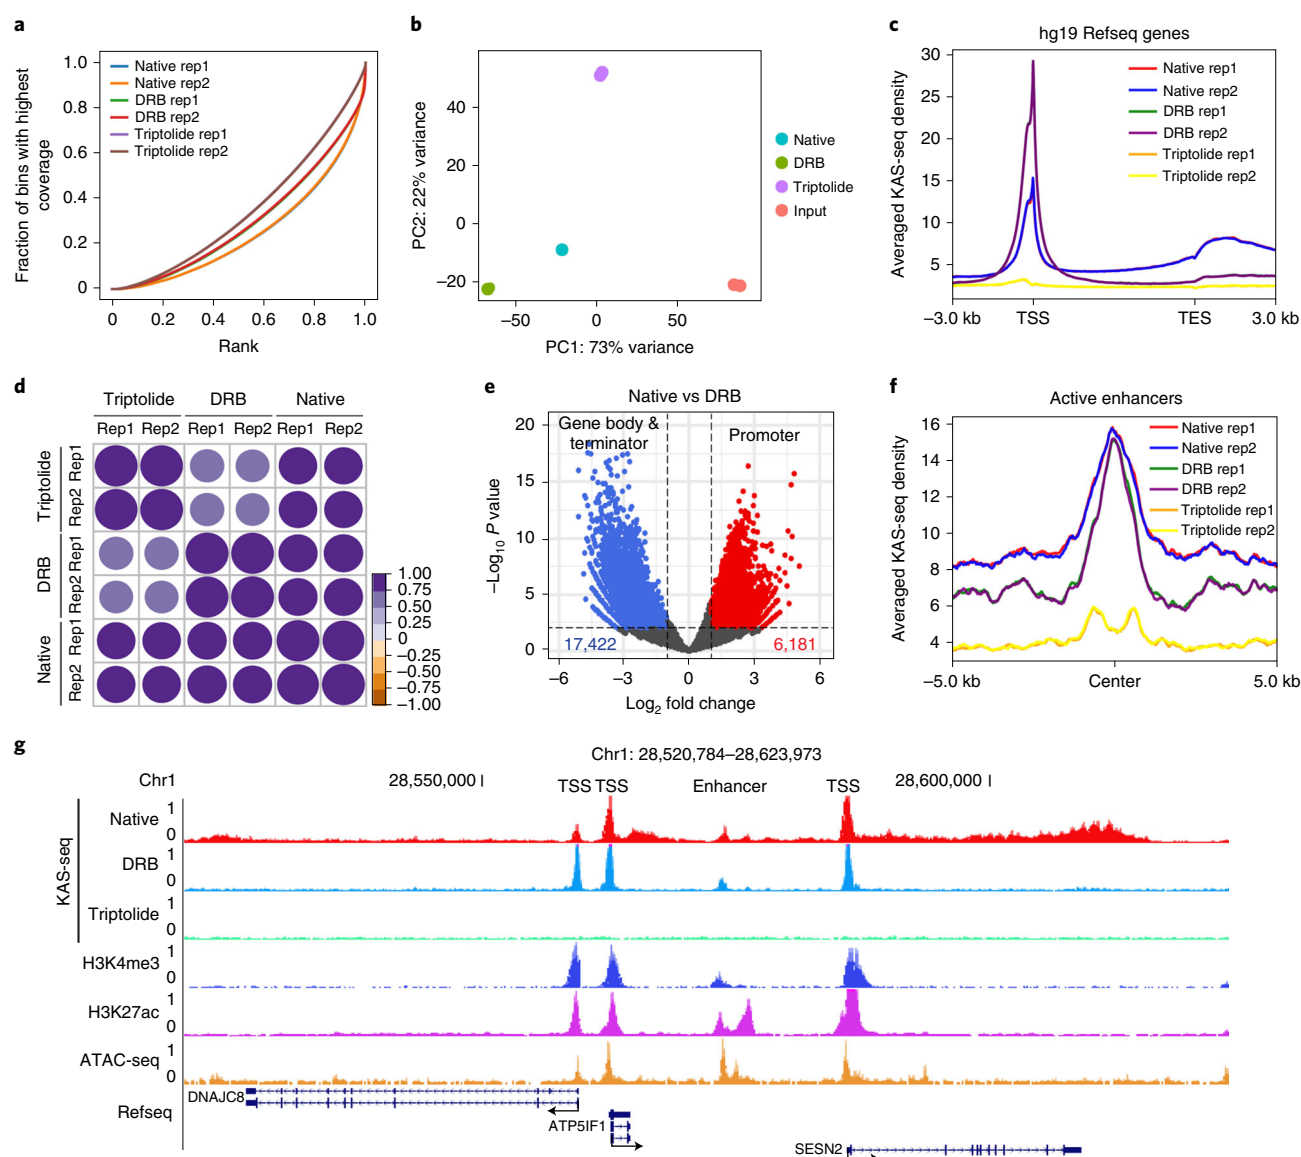 a
Fraction of bins with highest
coverage
1.0
0.8
0.6
0.4
0.2
0
Native rep1
Native rep2
DRB rep1
DRB rep2
Triptolide rep1
Triptolide rep2
0 0.2 0.4 0.6 0.8 1.0
Rank
b
PC2: 22% variance
40
20
0
–20
–50 0 50
PC1: 73% variance
Native
DRB
Triptolide
Input
c
hg19 Refseq genes
Averaged KAS-seq density
30
25
20
15
10
5
Native rep1
Native rep2
DRB rep1
DRB rep2
Triptolide rep1
Triptolide rep2
–3.0 kb TSS TES 3.0 kb
d
Triptolide DRB Native
Rep1 Rep2 Rep1 Rep2 Rep1 Rep2
Triptolide
Rep1
Rep2
DRB
Rep1
Rep2
Native
Rep1
Rep2
1.00
0.75
0.50
0.25
0
–0.25
–0.50
–0.75
–1.00
e
Native vs DRB
–Log10 P value
20
15
10
5
0
Gene body &
terminator
Promoter
17,422
6,181
–6 –3 0 3 6
Log2 fold change
f
Active enhancers
Averaged KAS-seq density
16
14
12
10
8
6
4
Native rep1
Native rep2
DRB rep1
DRB rep2
Triptolide rep1
Triptolide rep2
–5.0 kb Center 5.0 kb
g
Chr1: 28,520,784–28,623,973
Chr1 28,550,000 l 28,600,000 l
TSS TSS Enhancer TSS
KAS-seq
Native 1 0
DRB 1 0
Triptolide 1 0
H3K4me3 1 0
H3K27ac 1 0
ATAC-seq 1 0
Refseq
DNAJC8
ATP5IF1
SESN2